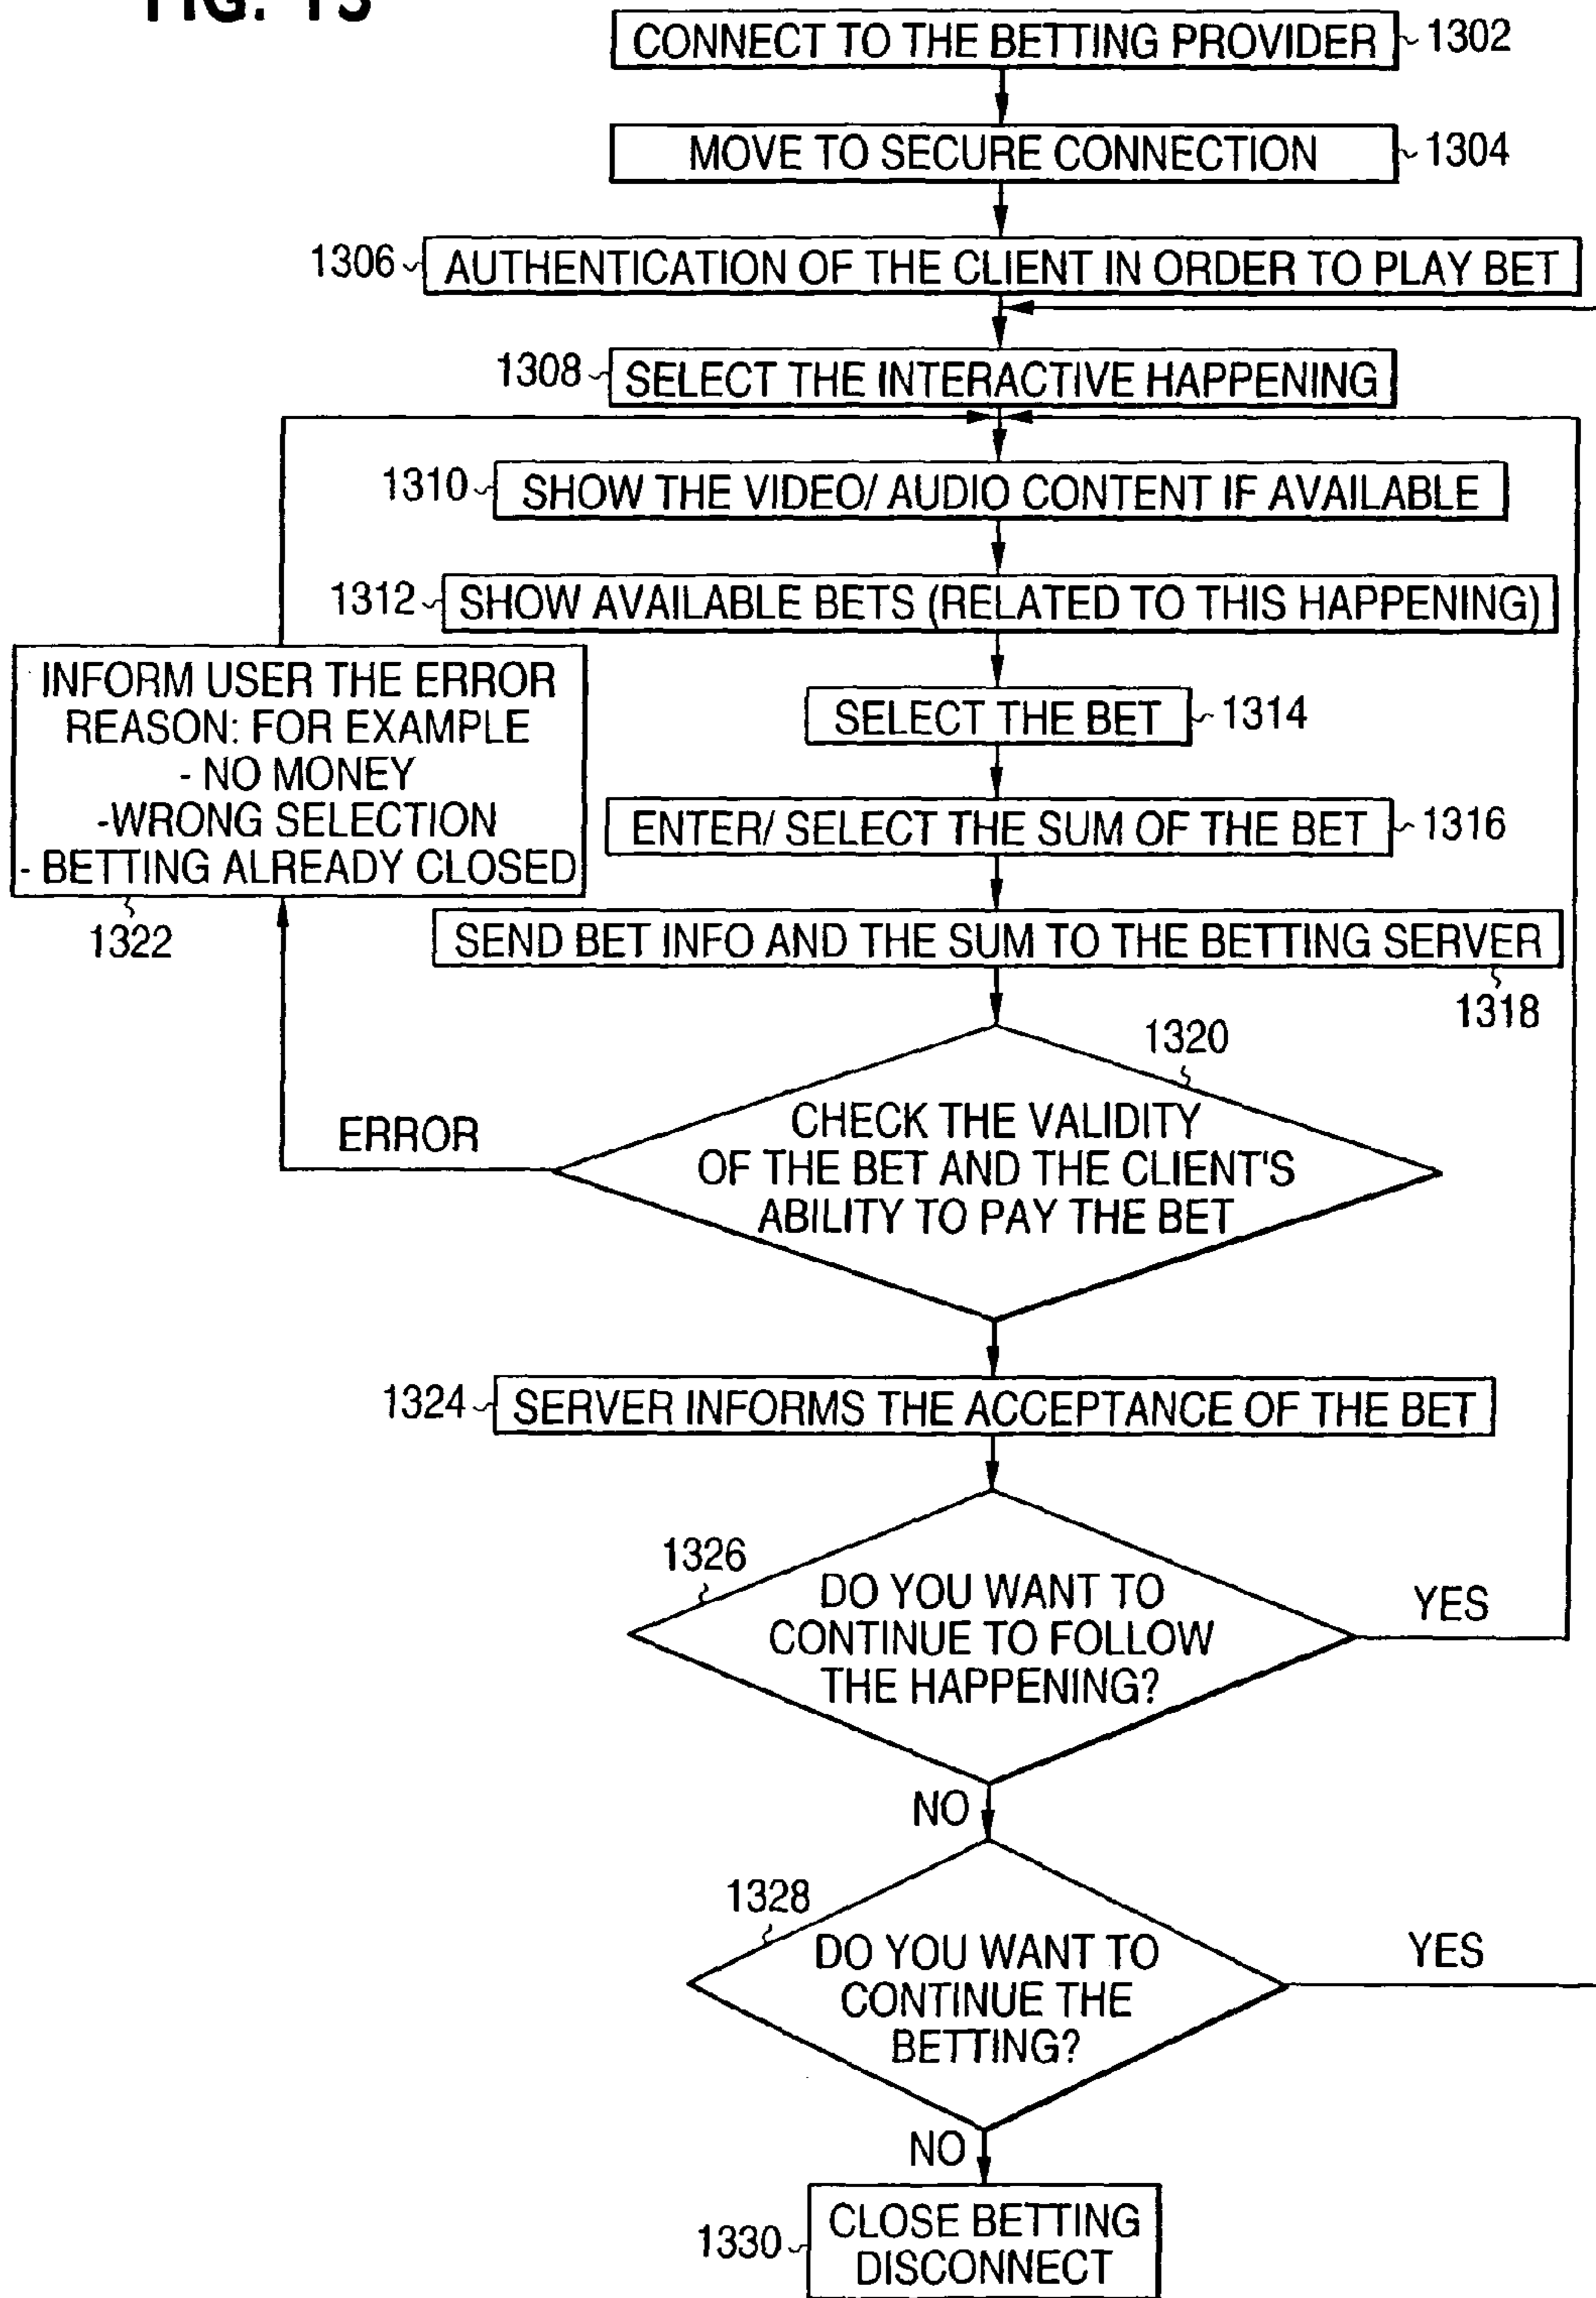 FIG. 13
CONNECT TO THE BETTING PROVIDER 1302
MOVE TO SECURE CONNECTION 1304
1306 AUTHENTICATION OF THE CLIENT IN ORDER TO PLAY BET
1308 SELECT THE INTERACTIVE HAPPENING
1310 SHOW THE VIDEO/ AUDIO CONTENT IF AVAILABLE
1312 SHOW AVAILABLE BETS (RELATED TO THIS HAPPENING)
INFORM USER THE ERROR
REASON: FOR EXAMPLE
- NO MONEY
-WRONG SELECTION
- BETTING ALREADY CLOSED
1322
SELECT THE BET 1314
ENTER/ SELECT THE SUM OF THE BET 1316
SEND BET INFO AND THE SUM TO THE BETTING SERVER
1318
1320
CHECK THE VALIDITY
OF THE BET AND THE CLIENT'S
ABILITY TO PAY THE BET
ERROR
1324 SERVER INFORMS THE ACCEPTANCE OF THE BET
1326
DO YOU WANT TO
CONTINUE TO FOLLOW
THE HAPPENING?
YES
NO
1328
DO YOU WANT TO
CONTINUE THE
BETTING?
YES
NO
1330
CLOSE BETTING
DISCONNECT